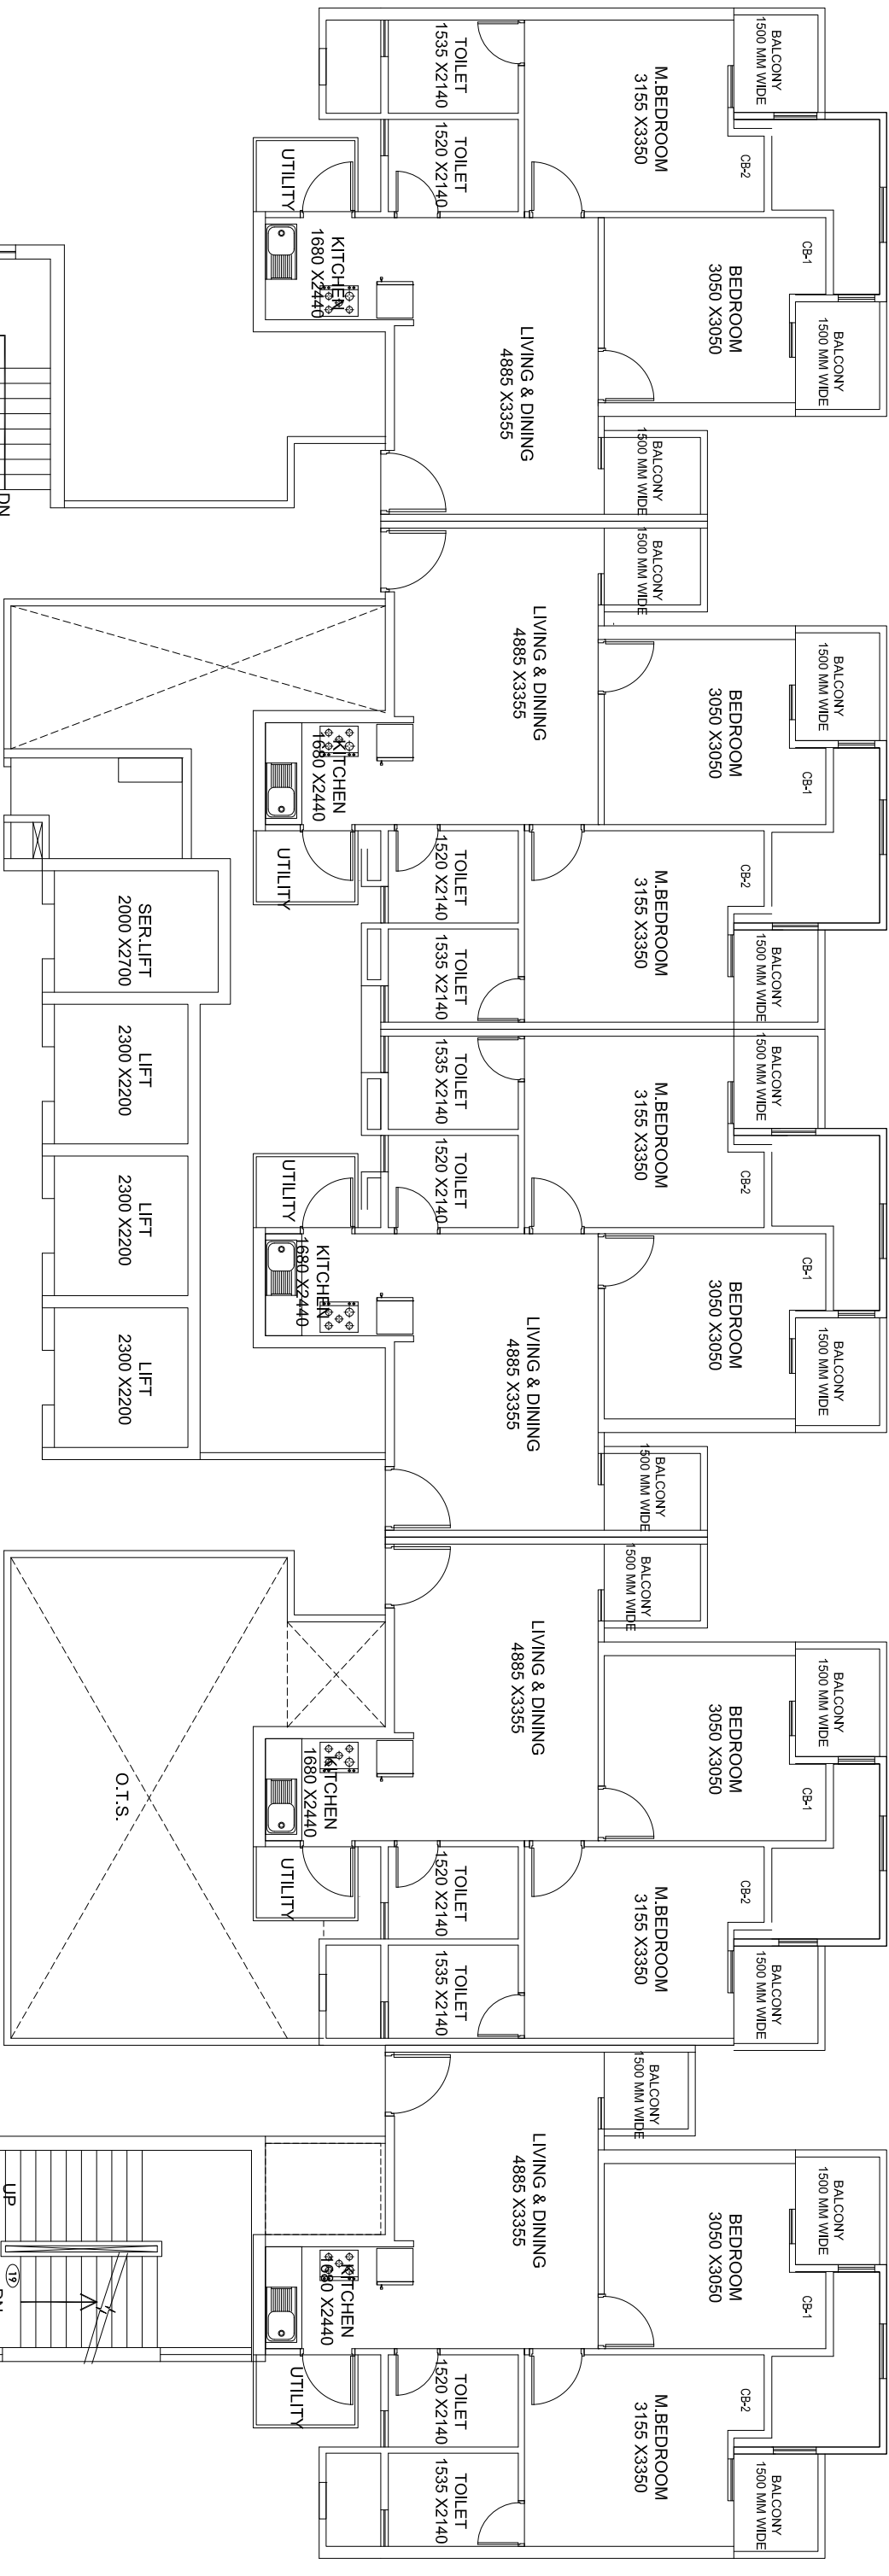 BALCONY
1500 MM WIDE
M.BEDROOM
3155 X3350
CB-2
TOILET
1535 X2140
TOILET
1520 X2140
UTILITY
CB-1
BALCONY
1500 MM WIDE
BEDROOM
3050 X3050
KITCHEN
1680 X2440
LIVING & DINING
4885 X3355
BALCONY
1500 MM WIDE
DN
BALCONY
1500 MM WIDE
LIVING & DINING
4885 X3355
BALCONY
1500 MM WIDE
BEDROOM
3050 X3050
CB-1
KITCHEN
1680 X2440
UTILITY
CB-2
M.BEDROOM
3155 X3350
TOILET
1520 X2140
TOILET
1535 X2140
BALCONY
1500 MM WIDE
SER.LIFT
2000 X2700
LIFT
2300 X2200
LIFT
2300 X2200
LIFT
2300 X2200
BALCONY
1500 MM WIDE
M.BEDROOM
3155 X3350
CB-2
TOILET
1535 X2140
TOILET
1520 X2140
UTILITY
CB-1
BALCONY
1500 MM WIDE
BEDROOM
3050 X3050
KITCHEN
1680 X2440
LIVING & DINING
4885 X3355
BALCONY
1500 MM WIDE
BALCONY
1500 MM WIDE
LIVING & DINING
4885 X3355
BALCONY
1500 MM WIDE
BEDROOM
3050 X3050
CB-1
KITCHEN
1680 X2440
UTILITY
CB-2
M.BEDROOM
3155 X3350
TOILET
1520 X2140
TOILET
1535 X2140
BALCONY
1500 MM WIDE
O.T.S.
BALCONY
1500 MM WIDE
LIVING & DINING
4885 X3355
BALCONY
1500 MM WIDE
BEDROOM
3050 X3050
CB-1
KITCHEN
1680 X2440
UTILITY
CB-2
M.BEDROOM
3155 X3350
TOILET
1520 X2140
TOILET
1535 X2140
BALCONY
1500 MM WIDE
UP
19
DN